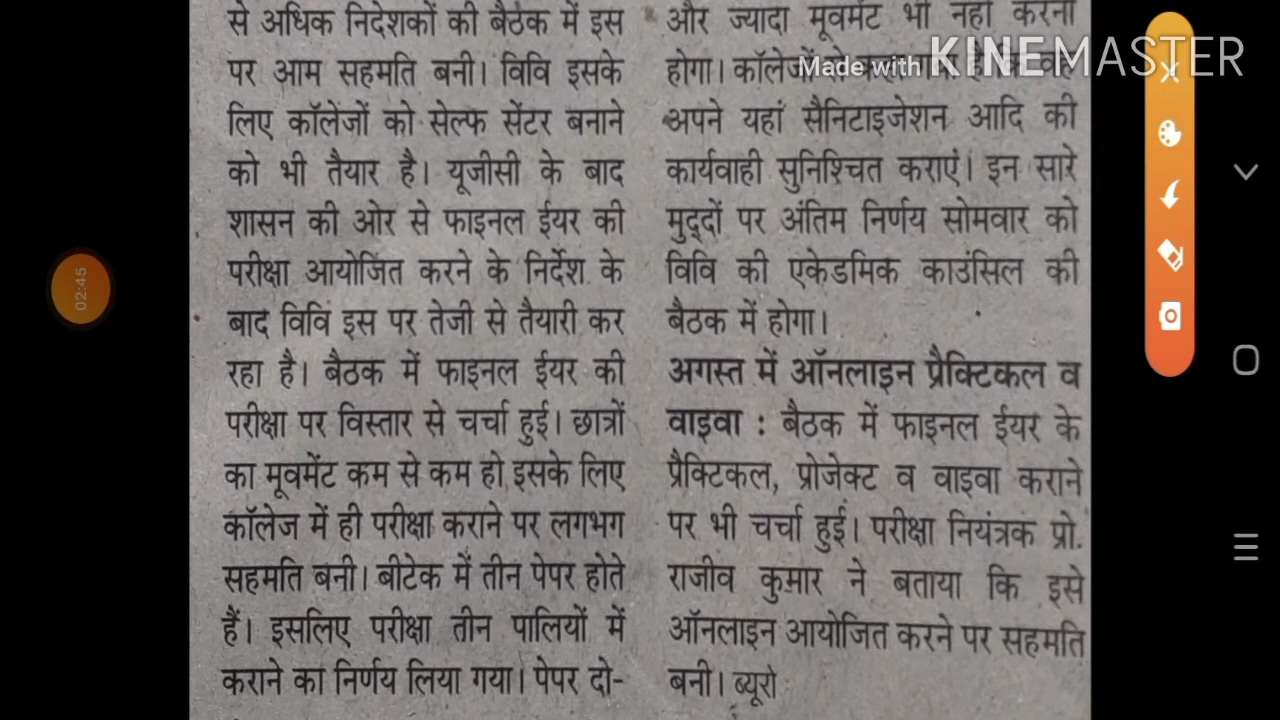 से अधिक निदेशकों की बैठक में इस
पर आम सहमति बनी। विवि इसके
लिए कॉलेजों को सेल्फ सेंटर बनाने
को भी तैयार है। यूजीसी के बाद
शासन की ओर से फाइनल ईयर की
परीक्षा आयोजित करने के निर्देश के
बाद विवि इस पर तेजी से तैयारी कर
रहा है। बैठक में फाइनल ईयर की
परीक्षा पर विस्तार से चर्चा हुई। छात्रों
का मूवमेंट कम से कम हो इसके लिए
कॉलेज में ही परीक्षा कराने पर लगभग
सहमति बनी। बीटेक में तीन पेपर होते
हैं। इसलिए परीक्षा तीन पालियों में
कराने का निर्णय लिया गया। पेपर दो-
और ज्यादा मूवमेंट भी नहीं करना
होगा। कॉलेजों
अपने यहां सैनिटाइजेशन आदि की
कार्यवाही सुनिश्चित कराएं। इन सारे
मुद्दों पर अंतिम निर्णय सोमवार को
विवि की एकेडमिक काउंसिल की
बैठक में होगा।
अगस्त में ऑनलाइन प्रैक्टिकल व
वाइवा : बैठक में फाइनल ईयर के
प्रैक्टिकल, प्रोजेक्ट व वाइवा कराने
पर भी चर्चा हुई। परीक्षा नियंत्रक प्रो.
राजीव कुमार ने बताया कि इसे
ऑनलाइन आयोजित करने पर सहमति
बनी। ब्यूरो
Made with KINEMASTER
02:45